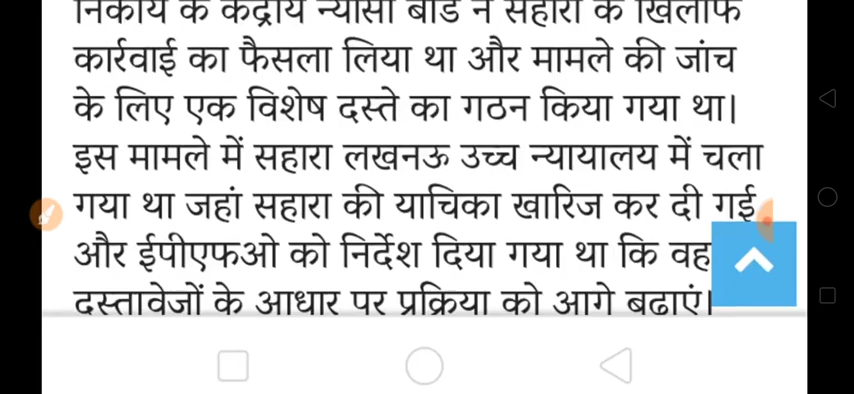 निकाय के केंद्रीय न्यासी बोर्ड ने सहारा के खिलाफ
कार्रवाई का फैसला लिया था और मामले की जांच
के लिए एक विशेष दस्ते का गठन किया गया था।
इस मामले में सहारा लखनऊ उच्च न्यायालय में चला
गया था जहां सहारा की याचिका खारिज कर दी गई
और ईपीएफओ को निर्देश दिया गया था कि वह
दस्तावेजों के आधार पर प्रक्रिया को आगे बढाएं।